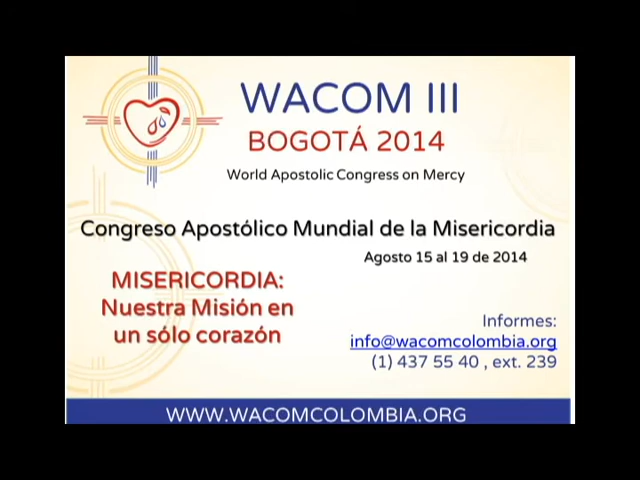 WACOM III
BOGOTÁ 2014
World Apostolic Congress on Mercy
Congreso Apostólico Mundial de la Misericordia
Agosto 15 al 19 de 2014
MISERICORDIA:
Nuestra Misión en
un sólo corazón
Informes:
info@wacomcolombia.org
(1) 437 55 40 , ext. 239
WWW.WACOMCOLOMBIA.ORG